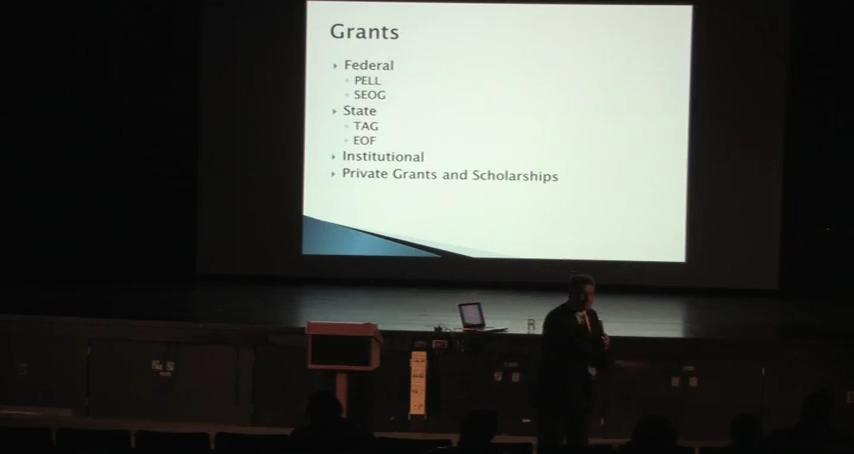 Grants
Federal
PELL
SEOG
State
TAG
EOF
Institutional
Private Grants and Scholarships